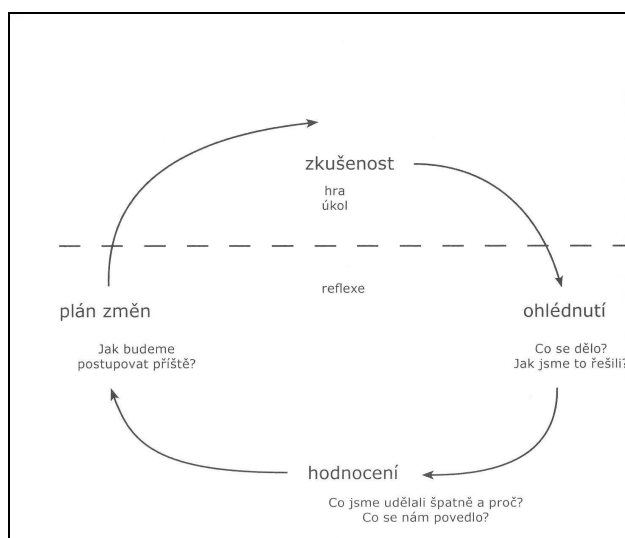 zkušenost
hra
úkol
reflexe
plán změn
ohlédnutí
Jak budeme
postupovat příště?
Co se dělo?
Jak jsme to řešili?
hodnocení
Co jsme udělali špatně a proč?
Co se nám povedlo?